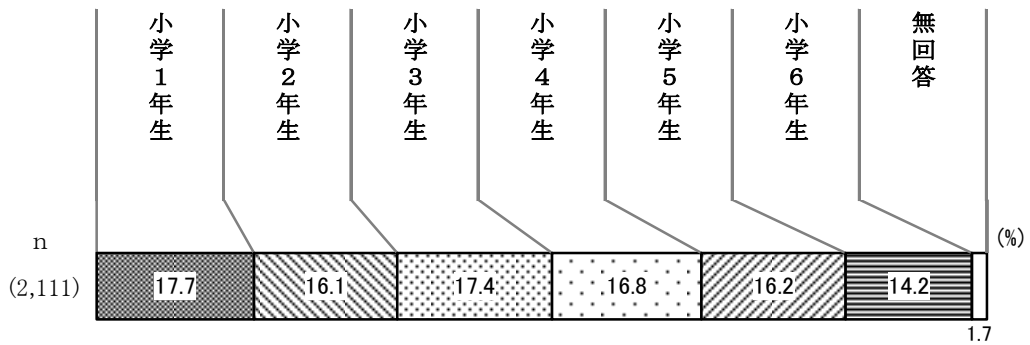 小学1年生
小学2年生
小学3年生
小学4年生
小学5年生
小学6年生
無回答
(%)
n
(2,111)
17.7
16.1
17.4
16.8
16.2
14.2
1.7